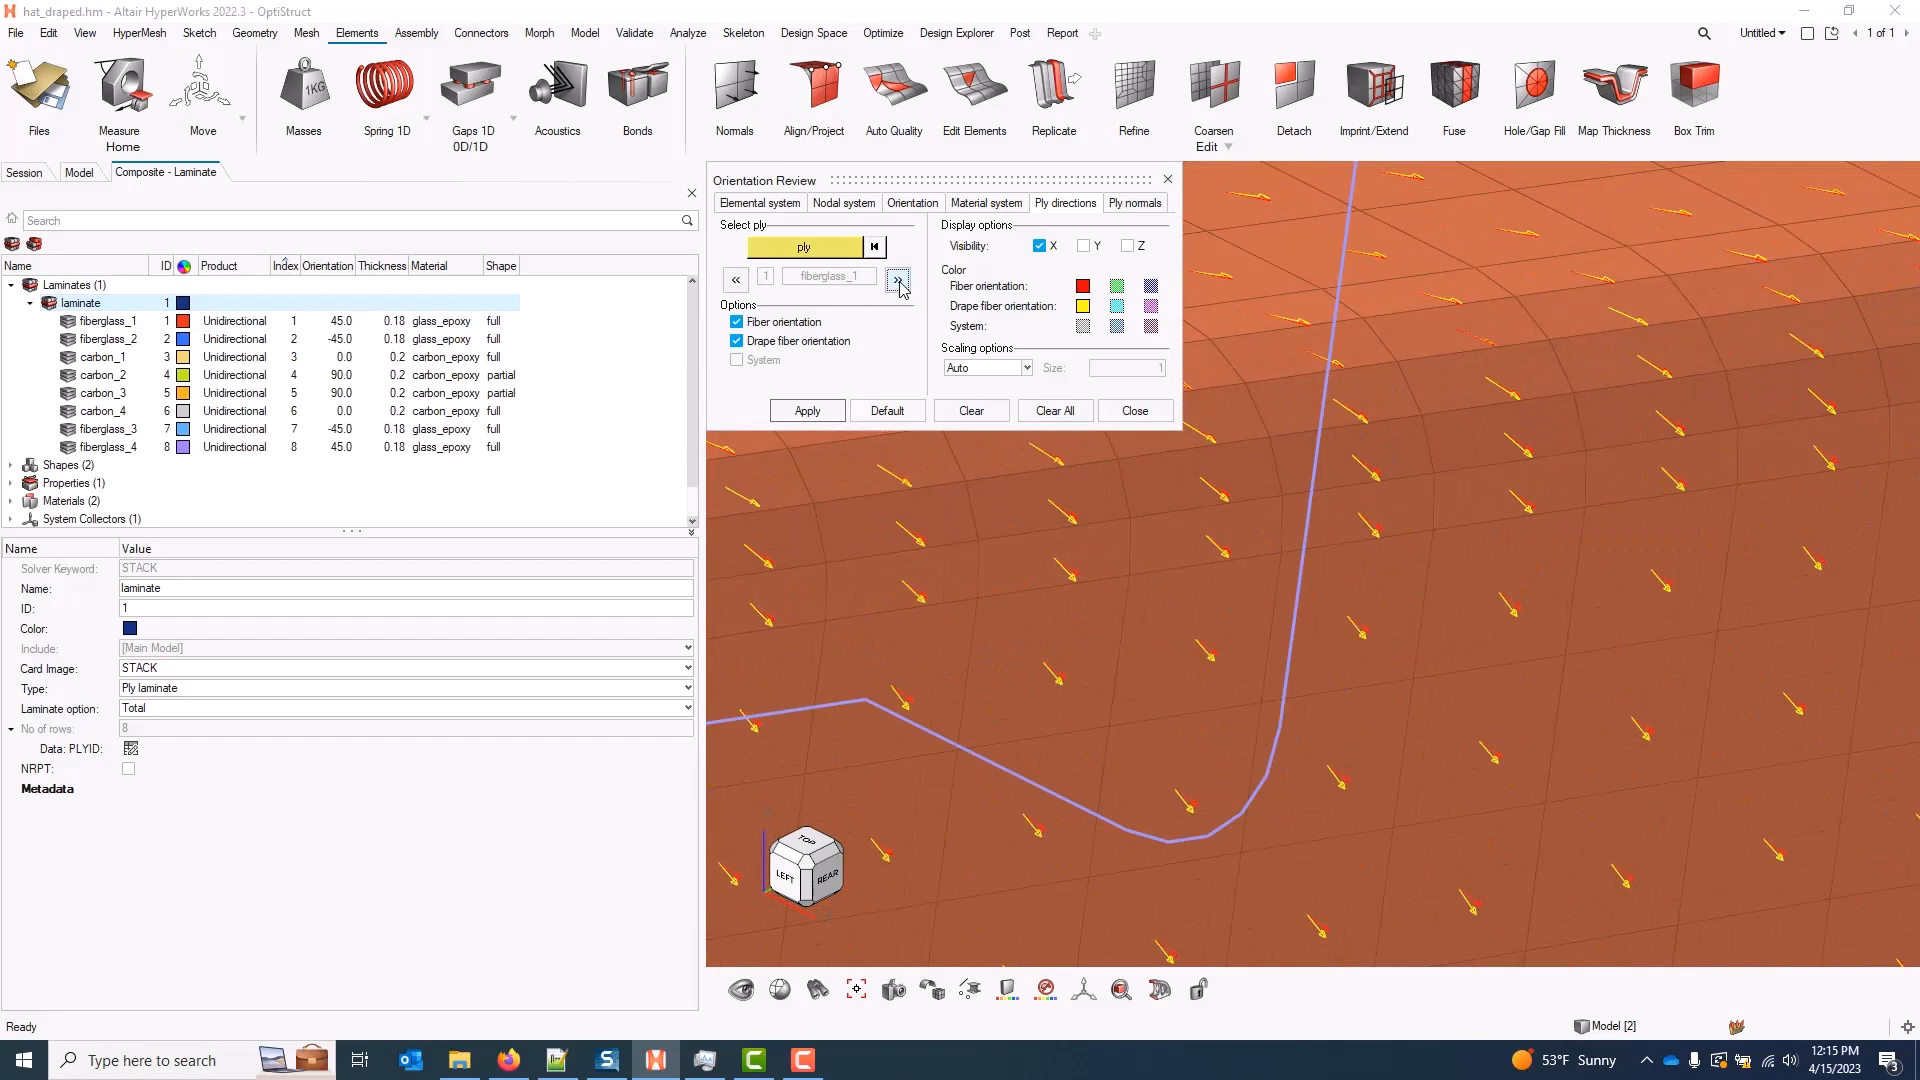 hat_draped.hm - Altair HyperWorks 2022.3 - OptiStruct
File Edit View HyperMesh Sketch Geometry Mesh Elements Assembly Connectors Morph Model Validate Analyze Skeleton Design Space Optimize Design Explorer Post Report Untitled 1 of 1
1KG
Files Measure Move Masses Spring 1D Gaps 1D Acoustics Bonds Normals Align/Project Auto Quality Edit Elements Replicate Refine Coarsen Detach Imprint/Extend Fuse Hole/Gap Fill Map Thickness Box Trim
Home 0D/1D Edit
Session Model Composite - Laminate
Search
Name ID Product Index Orientation Thickness Material Shape
Laminates (1)
laminate 1
fiberglass_1 1 Unidirectional 1 45.0 0.18 glass_epoxy full
fiberglass_2 2 Unidirectional 2 -45.0 0.18 glass_epoxy full
carbon_1 3 Unidirectional 3 0.0 0.2 carbon_epoxy full
carbon_2 4 Unidirectional 4 90.0 0.2 carbon_epoxy partial
carbon_3 5 Unidirectional 5 90.0 0.2 carbon_epoxy partial
carbon_4 6 Unidirectional 6 0.0 0.2 carbon_epoxy full
fiberglass_3 7 Unidirectional 7 -45.0 0.18 glass_epoxy full
fiberglass_4 8 Unidirectional 8 45.0 0.18 glass_epoxy full
Shapes (2)
Properties (1)
Materials (2)
System Collectors (1)
Name Value
Solver Keyword: STACK
Name: laminate
ID: 1
Color:
Include: [Main Model]
Card Image: STACK
Type: Ply laminate
Laminate option: Total
No of rows: 8
Data: PLYID:
NRPT:
Metadata
Orientation Review
Elemental system Nodal system Orientation Material system Ply directions Ply normals
Select ply
ply
« 1 fiberglass_1 »
Options
Fiber orientation
Drape fiber orientation
System
Display options
Visibility: X Y Z
Color
Fiber orientation:
Drape fiber orientation:
System:
Scaling options
Auto Size: 1
Apply Default Clear Clear All Close
TOP
LEFT REAR
Ready Model [2]
Type here to search 53°F Sunny 12:15 PM
4/15/2023
3